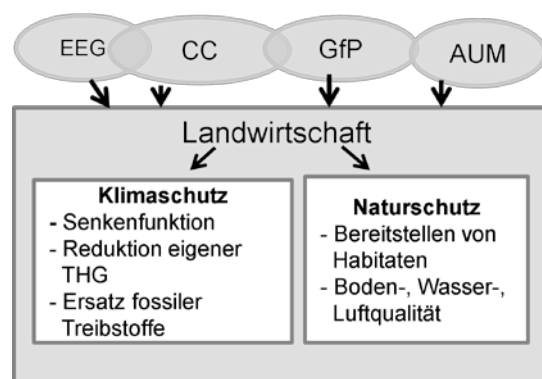 EEG CC GfP AUM
Landwirtschaft
Klimaschutz
- Senkenfunktion
- Reduktion eigener
THG
- Ersatz fossiler
Treibstoffe
Naturschutz
- Bereitstellen von
Habitaten
- Boden-, Wasser-,
Luftqualität